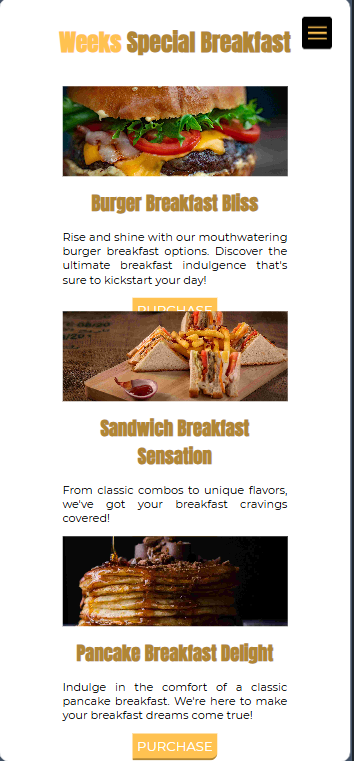 Weeks Special Breakfast
Burger Breakfast Bliss
Rise and shine with our mouthwatering
burger breakfast options. Discover the
ultimate breakfast indulgence that's
sure to kickstart your day!
PURCHASE
Sandwich Breakfast
Sensation
From classic combos to unique flavors,
we've got your breakfast cravings
covered!
Pancake Breakfast Delight
Indulge in the comfort of a classic
pancake breakfast. We're here to make
your breakfast dreams come true!
PURCHASE